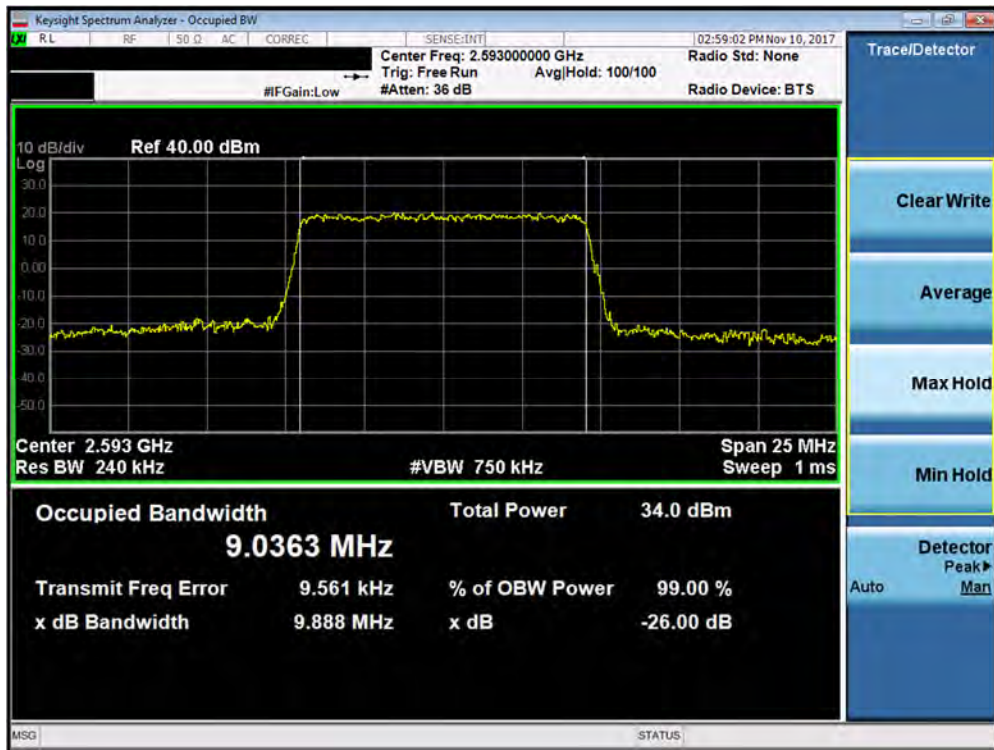 Keysight Spectrum Analyzer - Occupied BW
LXI RL RF 50 Ω AC CORREC SENSE:INT 02:59:02 PM Nov 10, 2017
Center Freq: 2.593000000 GHz Radio Std: None
Trig: Free Run Avg|Hold: 100/100
#IFGain:Low #Atten: 36 dB Radio Device: BTS
Trace/Detector
10 dB/div Ref 40.00 dBm
Log
30.0
20.0
10.0
0.00
-10.0
-20.0
-30.0
-40.0
-50.0
Center 2.593 GHz Span 25 MHz
Res BW 240 kHz #VBW 750 kHz Sweep 1 ms
Clear Write
Average
Max Hold
Min Hold
Detector
Peak▶
Auto Man
Occupied Bandwidth Total Power 34.0 dBm
9.0363 MHz
Transmit Freq Error 9.561 kHz % of OBW Power 99.00 %
x dB Bandwidth 9.888 MHz x dB -26.00 dB
MSG STATUS